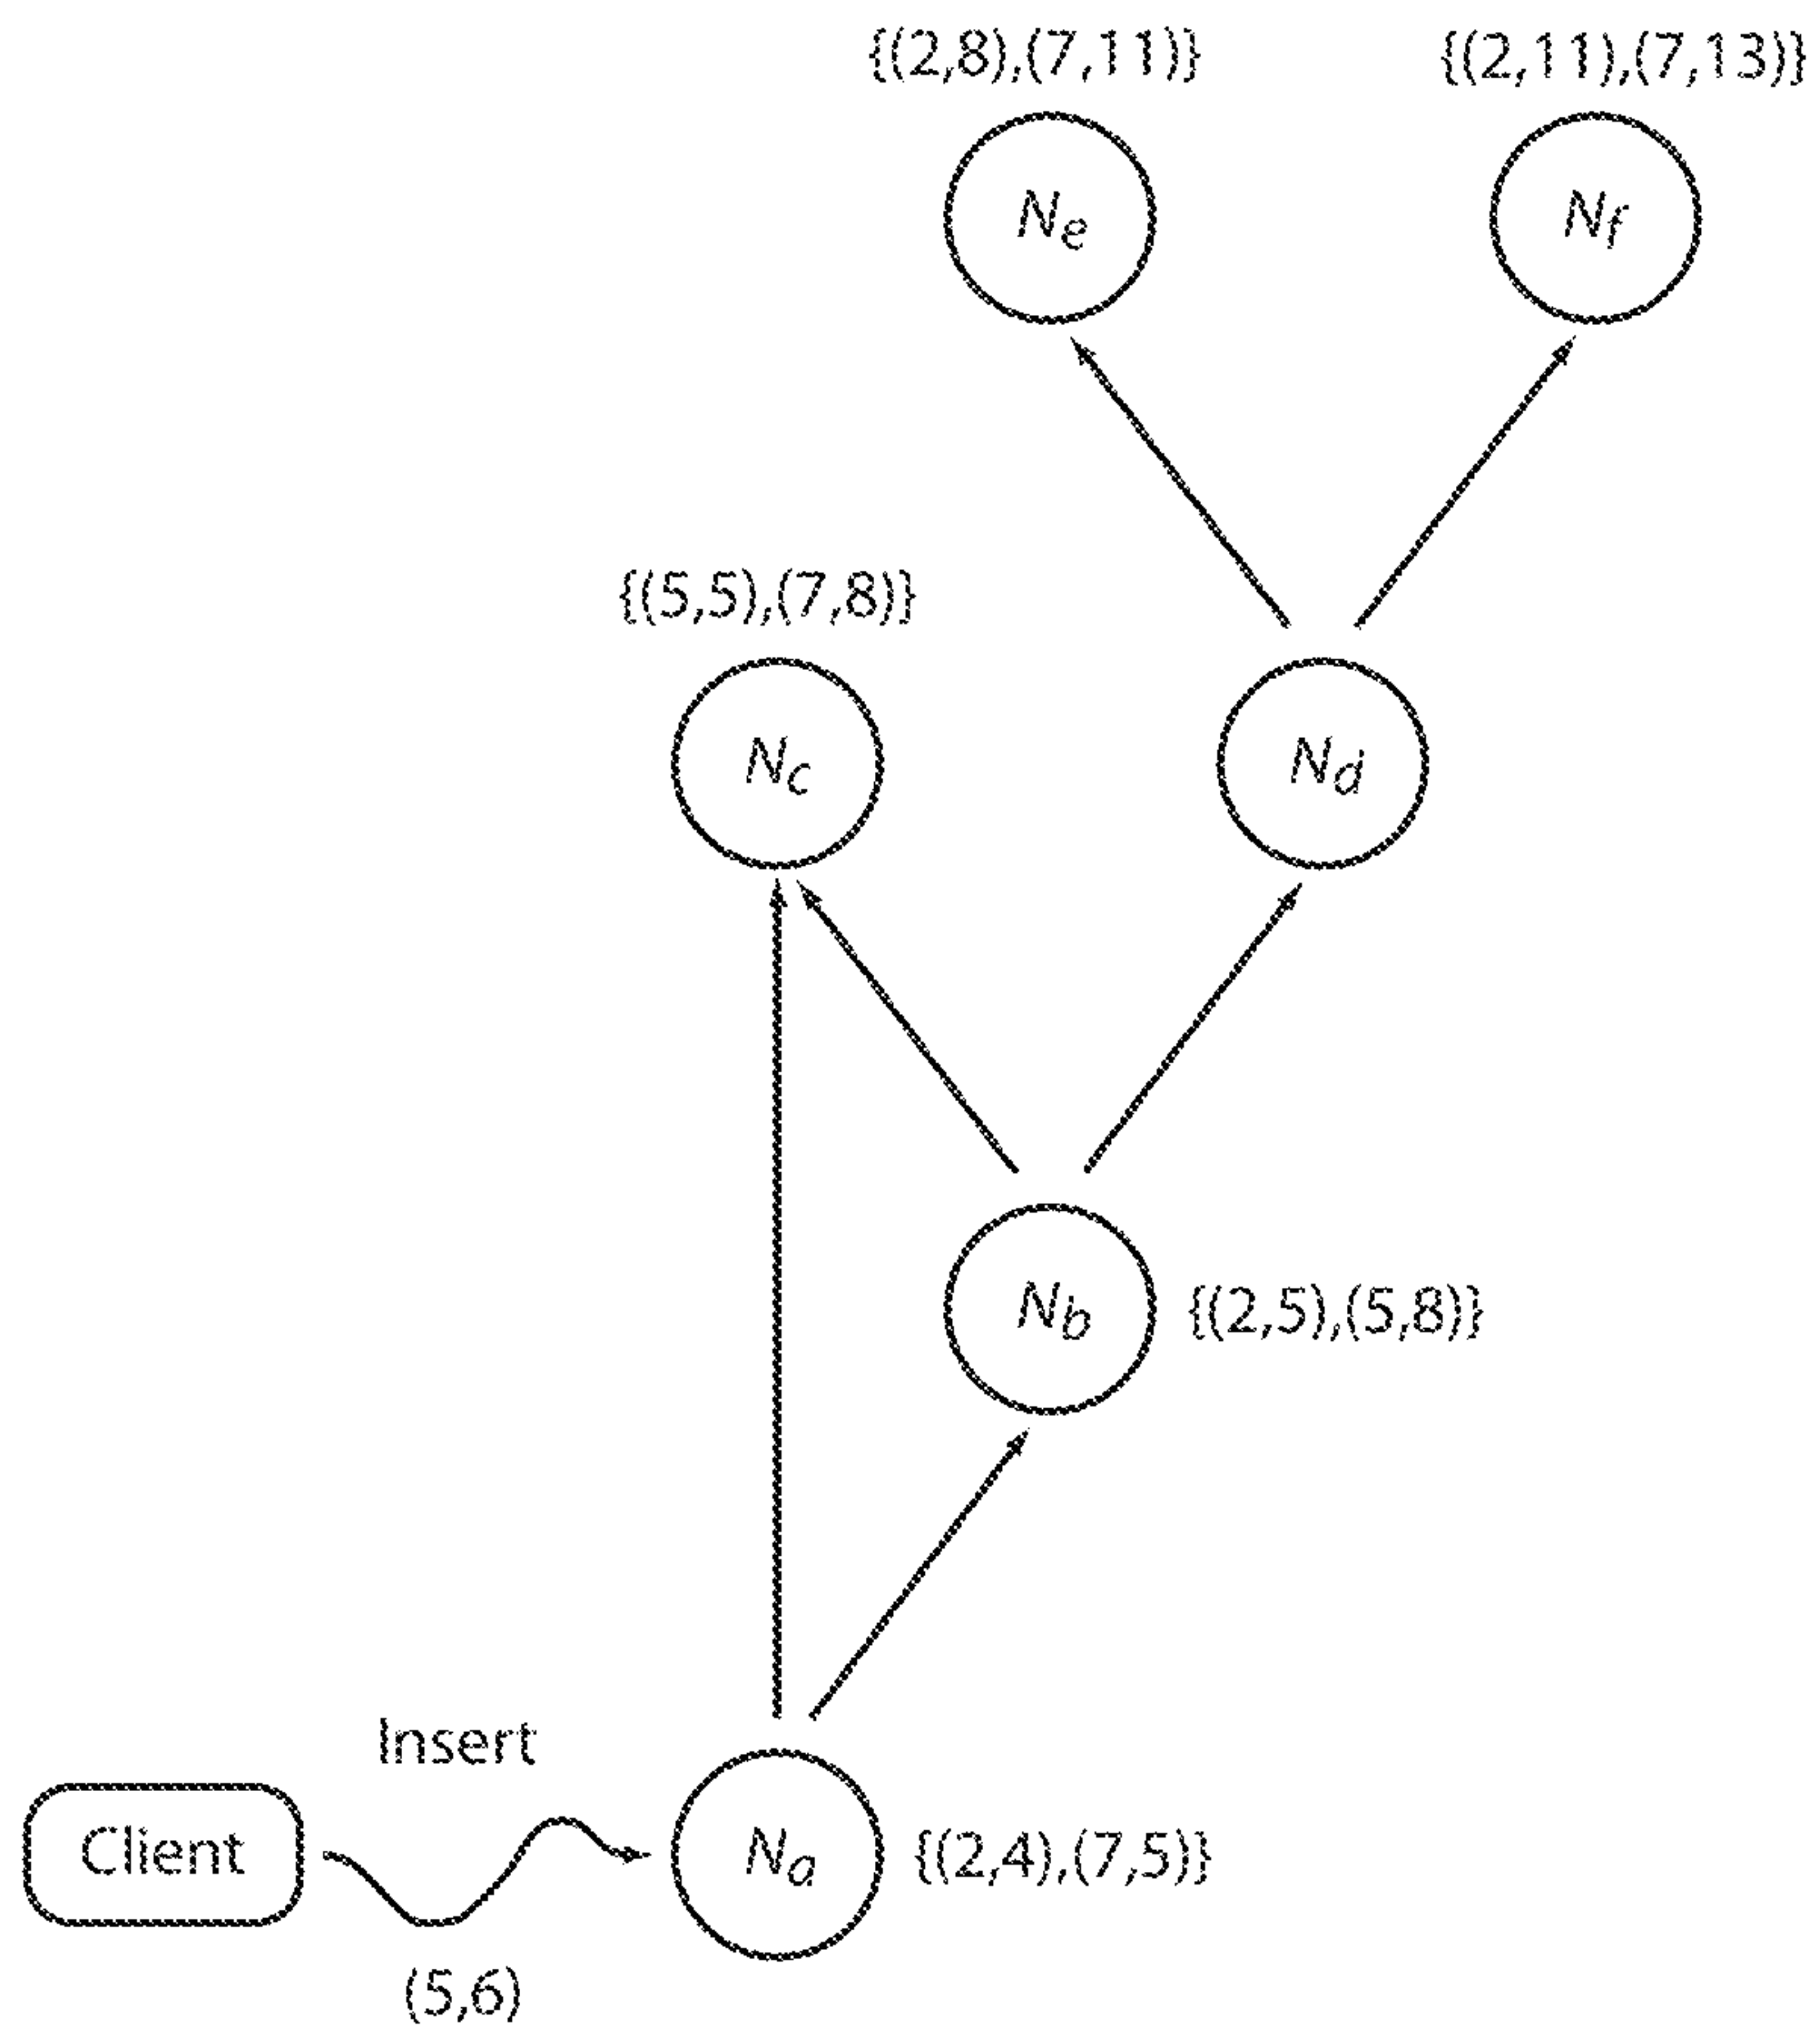 {(2,8),(7,11)}
{(2,11),(7,13)}
Ne
Nf
{(5,5),(7,8)}
Nc
Nd
Nb
{(2,5),(5,8)}
Insert
Client
Na
{(2,4),(7,5)}
(5,6)